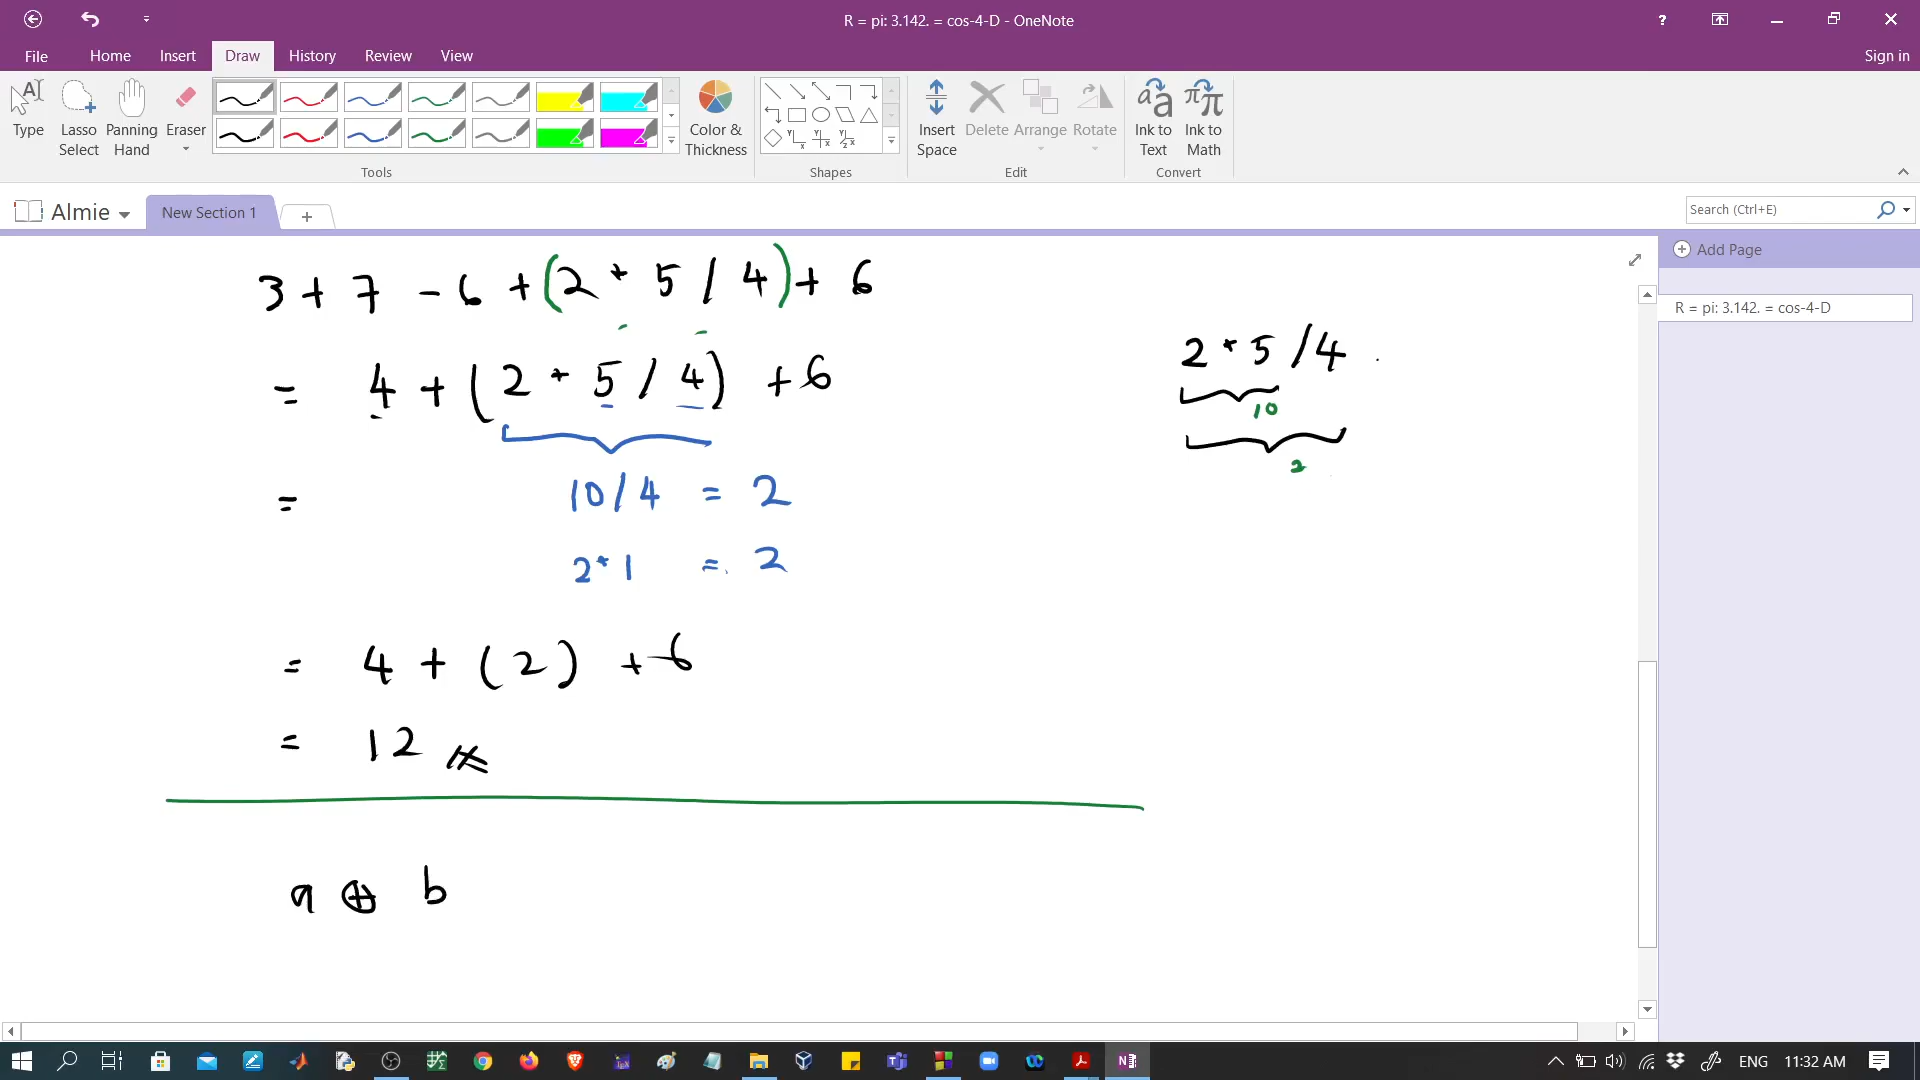 R = pi: 3.142. = cos-4-D - OneNote
?
File Home Insert Draw History Review View
Sign in
Type
Lasso Select
Panning Hand
Eraser
Color & Thickness
Insert Space
Delete
Arrange
Rotate
Ink to Text
Ink to Math
Tools
Shapes
Edit
Convert
Almie
New Section 1
+
Search (Ctrl+E)
Add Page
R = pi: 3.142. = cos-4-D
3 + 7 - 6 + (2 * 5 / 4) + 6
= 4 + (2 * 5 / 4) + 6
= 10/4 = 2
2*1 = 2
= 4 + (2) + 6
= 12
a ⊕ b
2 * 5 / 4
10
2
ENG
11:32 AM